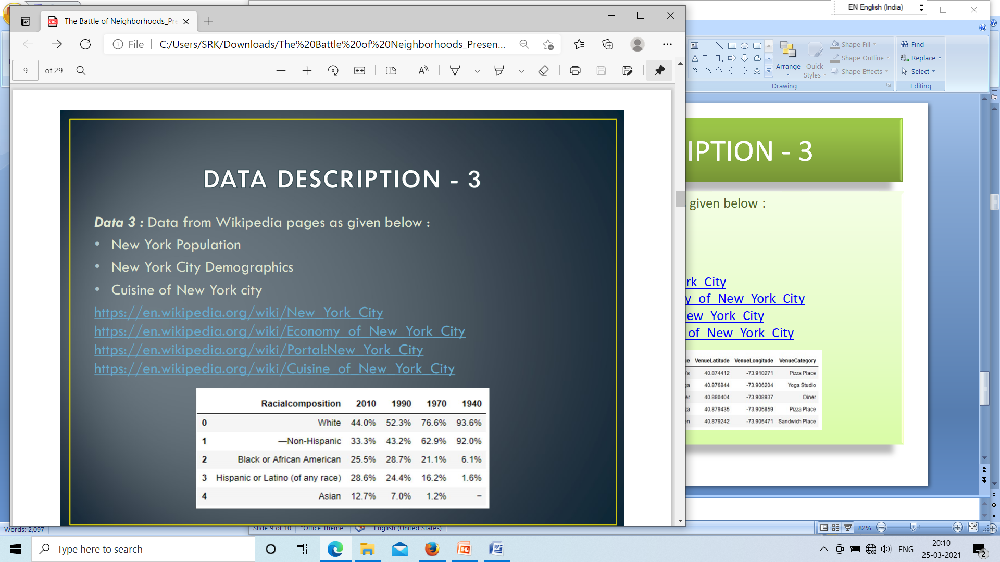 The Battle of Neighborhoods_Pre
EN English (India)
File
C:/Users/SRK/Downloads/The%20Battle%20of%20Neighborhoods_Presen...
9 of 29
Arrange
Quick Styles
Shape Fill
Shape Outline
Shape Effects
Find
Replace
Select
Drawing
Editing
DATA DESCRIPTION - 3
Data 3 : Data from Wikipedia pages as given below :
• New York Population
• New York City Demographics
• Cuisine of New York city
https://en.wikipedia.org/wiki/New_York_City
https://en.wikipedia.org/wiki/Economy_of_New_York_City
https://en.wikipedia.org/wiki/Portal:New_York_City
https://en.wikipedia.org/wiki/Cuisine_of_New_York_City
Racialcomposition 2010 1990 1970 1940
0 White 44.0% 52.3% 76.6% 93.6%
1 —Non-Hispanic 33.3% 43.2% 62.9% 92.0%
2 Black or African American 25.5% 28.7% 21.1% 6.1%
3 Hispanic or Latino (of any race) 28.6% 24.4% 16.2% 1.6%
4 Asian 12.7% 7.0% 1.2% –
IPTION - 3
given below :
rk_City
y_of_New_York_City
ew_York_City
of_New_York_City
ue VenueLatitude VenueLongitude VenueCategory
's 40.874412 -73.910271 Pizza Place
ga 40.876844 -73.906204 Yoga Studio
er 40.880404 -73.908937 Diner
za 40.879435 -73.905859 Pizza Place
en 40.879242 -73.905471 Sandwich Place
Words: 2,097
Slide 9 of 10
"Office Theme"
English (United States)
82%
Type here to search
ENG
20:10
25-03-2021
2